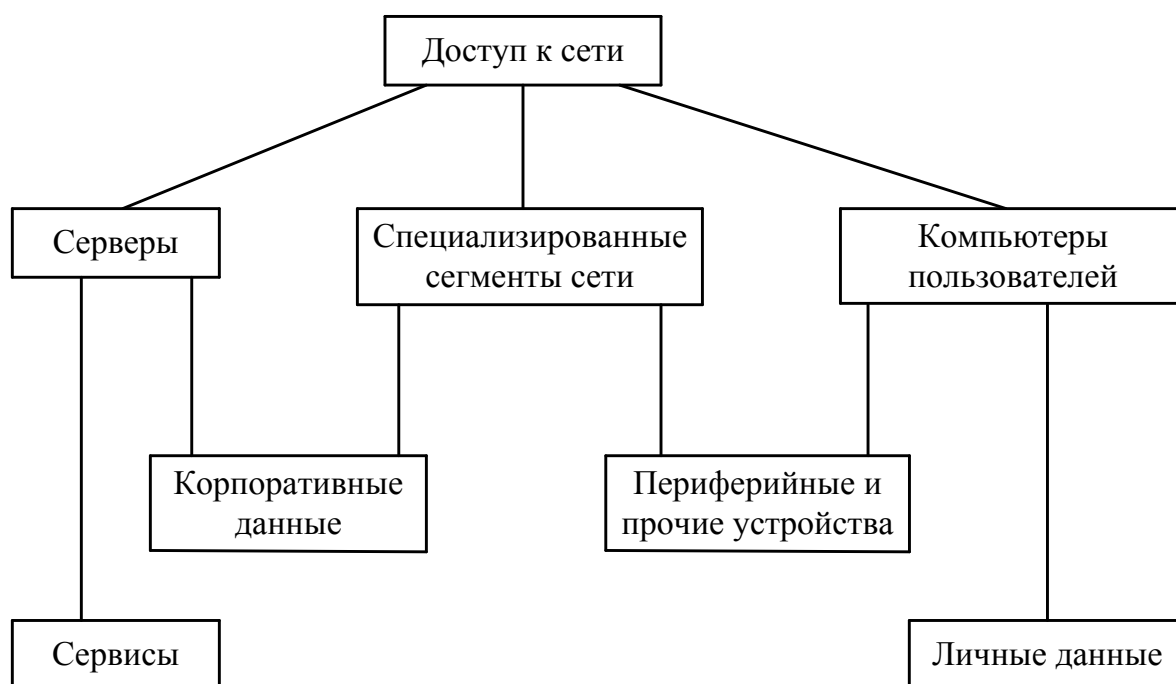 Доступ к сети
Серверы
Специализированные
сегменты сети
Компьютеры
пользователей
Корпоративные
данные
Периферийные и
прочие устройства
Сервисы
Личные данные